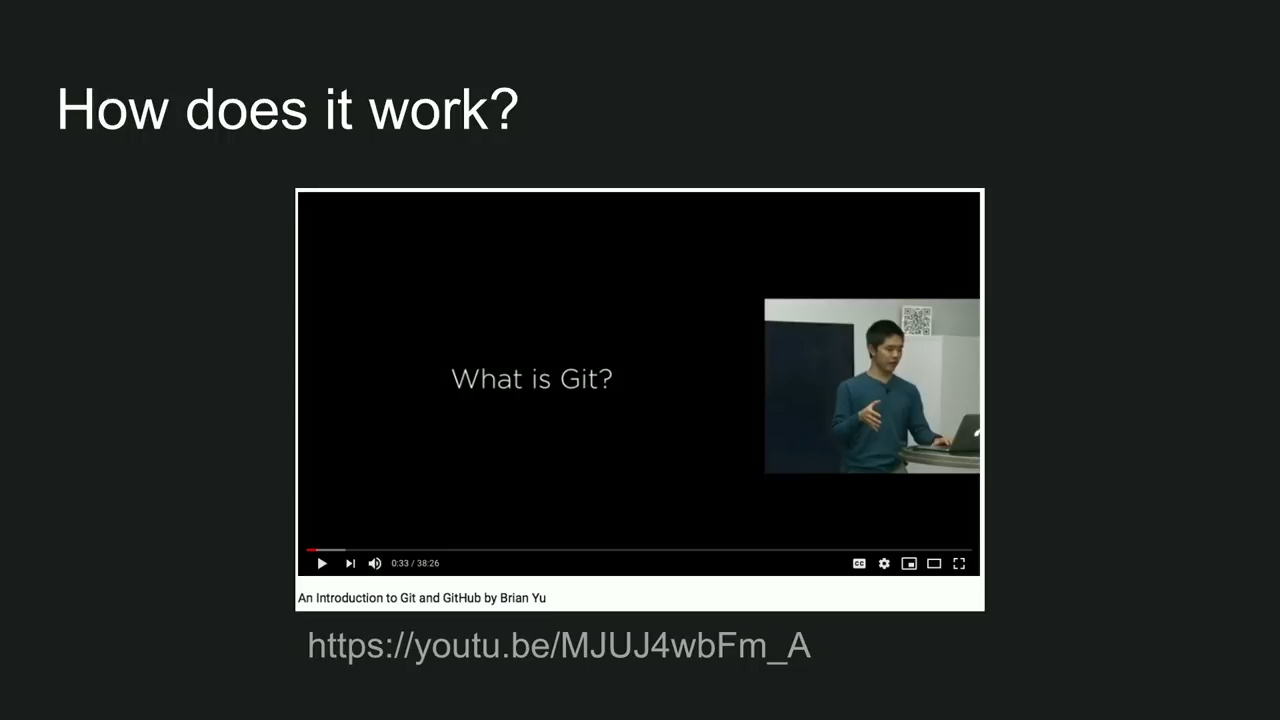 How does it work?
What is Git?
0:33 / 38:26
CC
An Introduction to Git and GitHub by Brian Yu
https://youtu.be/MJUJ4wbFm_A